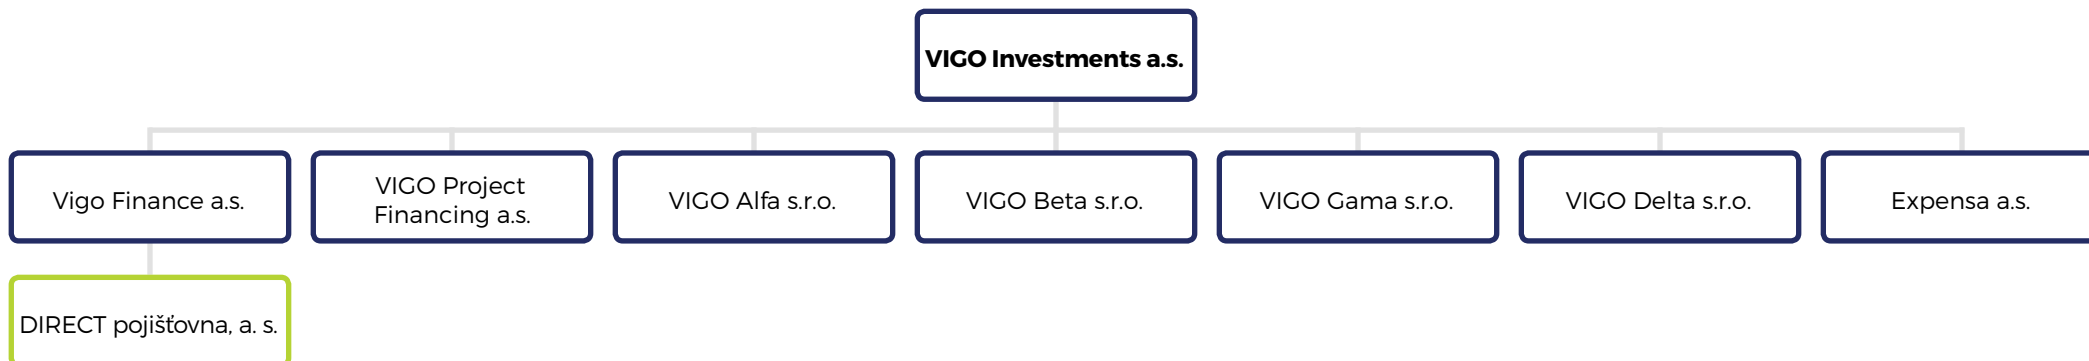 VIGO Investments a.s.
Vigo Finance a.s.
VIGO Project
Financing a.s.
VIGO Alfa s.r.o.
VIGO Beta s.r.o.
VIGO Gama s.r.o.
VIGO Delta s.r.o.
Expensa a.s.
DIRECT pojišťovna, a. s.